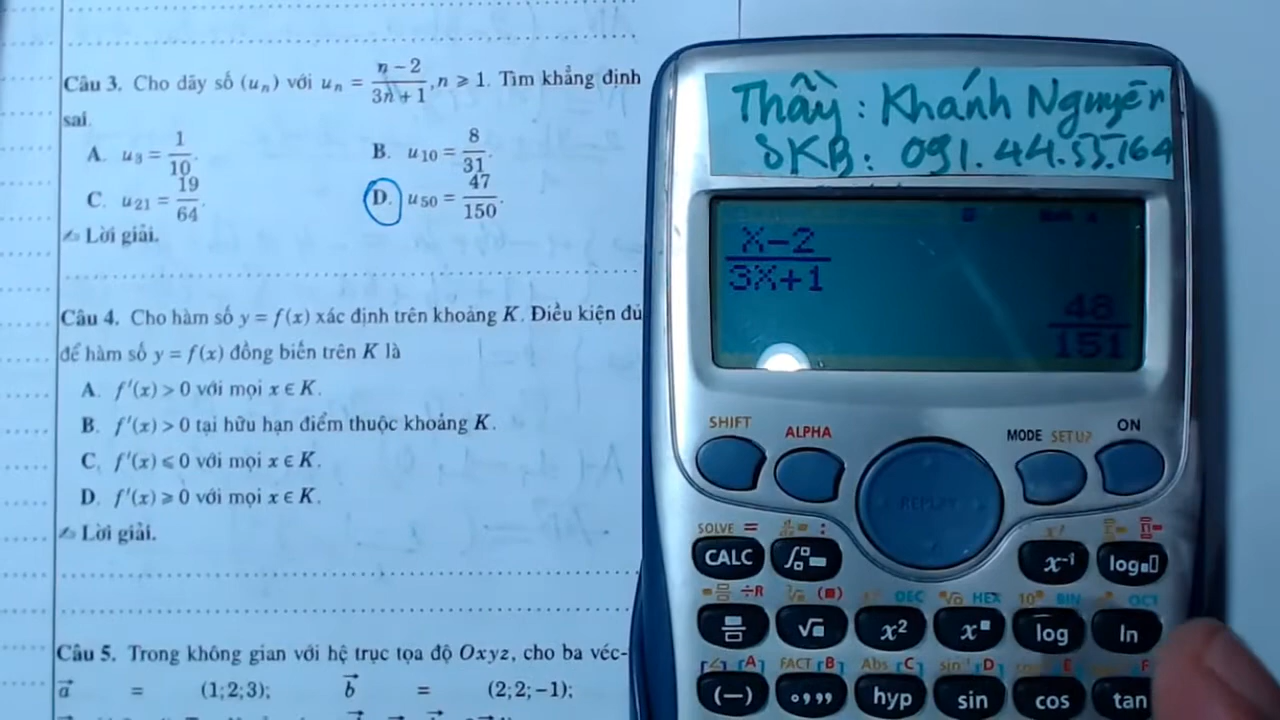 Câu 3. Cho dãy số (uₙ) với uₙ = (n − 2)/(3n + 1), n ⩾ 1. Tìm khẳng định
sai.
A. u₃ = 1/10.
B. u₁₀ = 8/31.
C. u₂₁ = 19/64.
D. u₅₀ = 47/150.
✍ Lời giải.
Câu 4. Cho hàm số y = f(x) xác định trên khoảng K. Điều kiện đủ
để hàm số y = f(x) đồng biến trên K là
A. f′(x) > 0 với mọi x ∈ K.
B. f′(x) > 0 tại hữu hạn điểm thuộc khoảng K.
C. f′(x) ⩽ 0 với mọi x ∈ K.
D. f′(x) ⩾ 0 với mọi x ∈ K.
✍ Lời giải.
Câu 5. Trong không gian với hệ trục tọa độ Oxyz, cho ba véc-
a⃗ = (1; 2; 3); b⃗ = (2; 2; −1);
Thầy : Khánh Nguyên
SKB: 091.44.55.164
(X−2)/(3X+1)
48/151
SHIFT ALPHA MODE SETUP ON
REPLAY
SOLVE = :
CALC x⁻¹ log
÷R DEC HEX 10 BIN OCT
√ x² x log ln
A FACT B Abs C sin⁻¹ D E F
(−) hyp sin cos tan